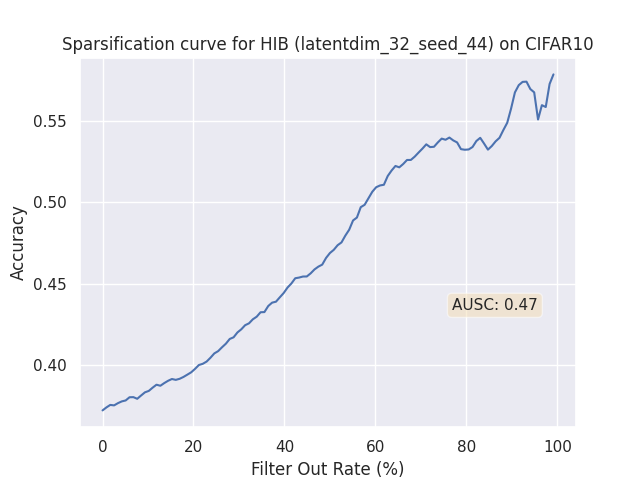 Sparsification curve for HIB (latentdim_32_seed_44) on CIFAR10
0.55
0.50
0.45
0.40
Accuracy
AUSC: 0.47
0 20 40 60 80 100
Filter Out Rate (%)